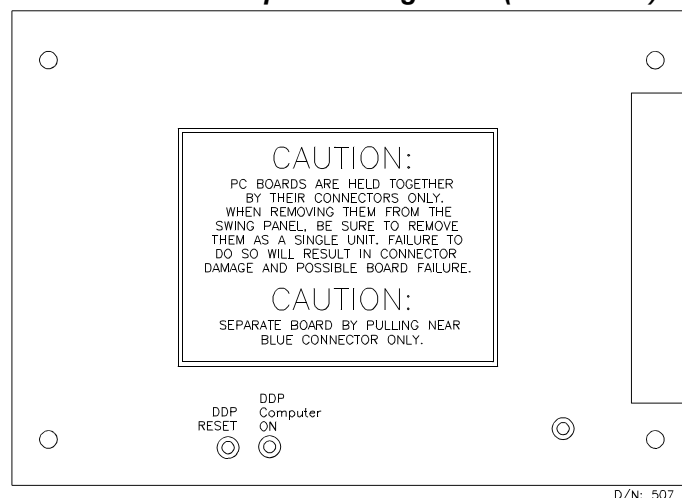 CAUTION:
PC BOARDS ARE HELD TOGETHER
BY THEIR CONNECTORS ONLY.
WHEN REMOVING THEM FROM THE
SWING PANEL, BE SURE TO REMOVE
THEM AS A SINGLE UNIT. FAILURE TO
DO SO WILL RESULT IN CONNECTOR
DAMAGE AND POSSIBLE BOARD FAILURE.
CAUTION:
SEPARATE BOARD BY PULLING NEAR
BLUE CONNECTOR ONLY.
DDP
RESET
DDP
Computer
ON
D/N: 507